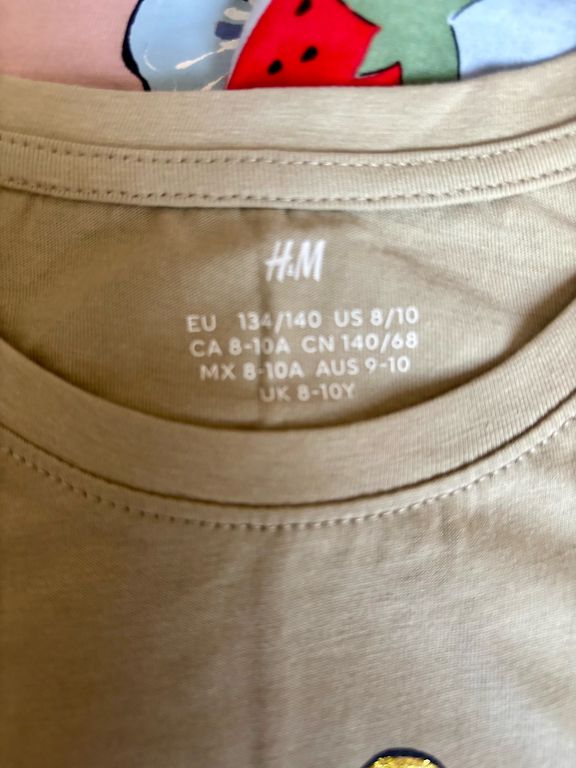 H&M
EU 134/140 US 8/10
CA 8-10A CN 140/68
MX 8-10A AUS 9-10
UK 8-10Y